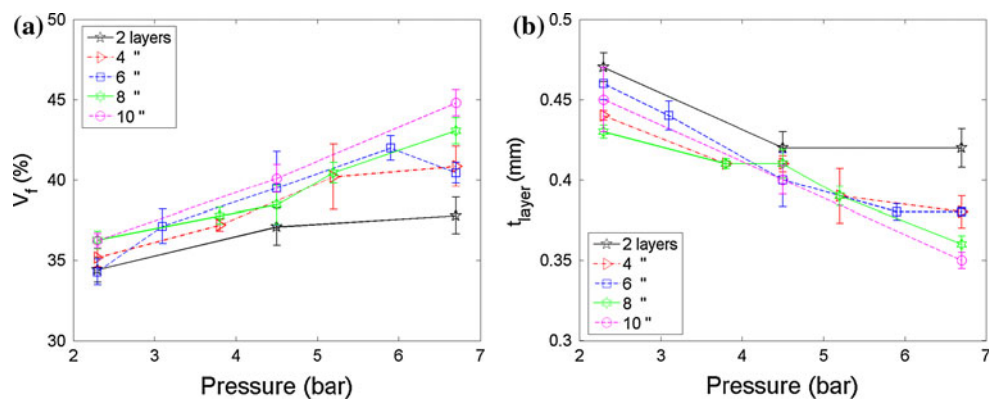 (a)
50
45
40
35
30
V_f (%)
2 layers
4 "
6 "
8 "
10 "
2 3 4 5 6 7
Pressure (bar)
(b)
0.5
0.45
0.4
0.35
0.3
t_layer (mm)
2 layers
4 "
6 "
8 "
10 "
2 3 4 5 6 7
Pressure (bar)